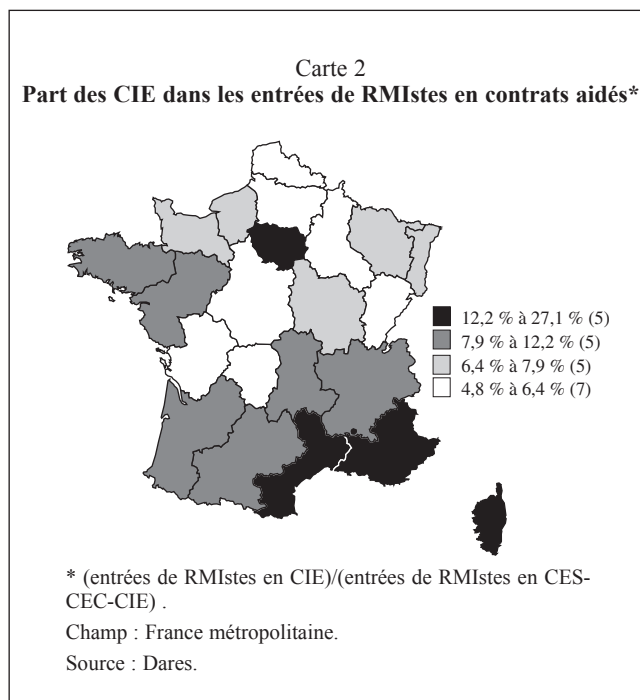 Carte 2
Part des CIE dans les entrées de RMIstes en contrats aidés*
12,2 % à 27,1 % (5)
7,9 % à 12,2 % (5)
6,4 % à 7,9 % (5)
4,8 % à 6,4 % (7)
* (entrées de RMIstes en CIE)/(entrées de RMIstes en CES-
CEC-CIE) .
Champ : France métropolitaine.
Source : Dares.